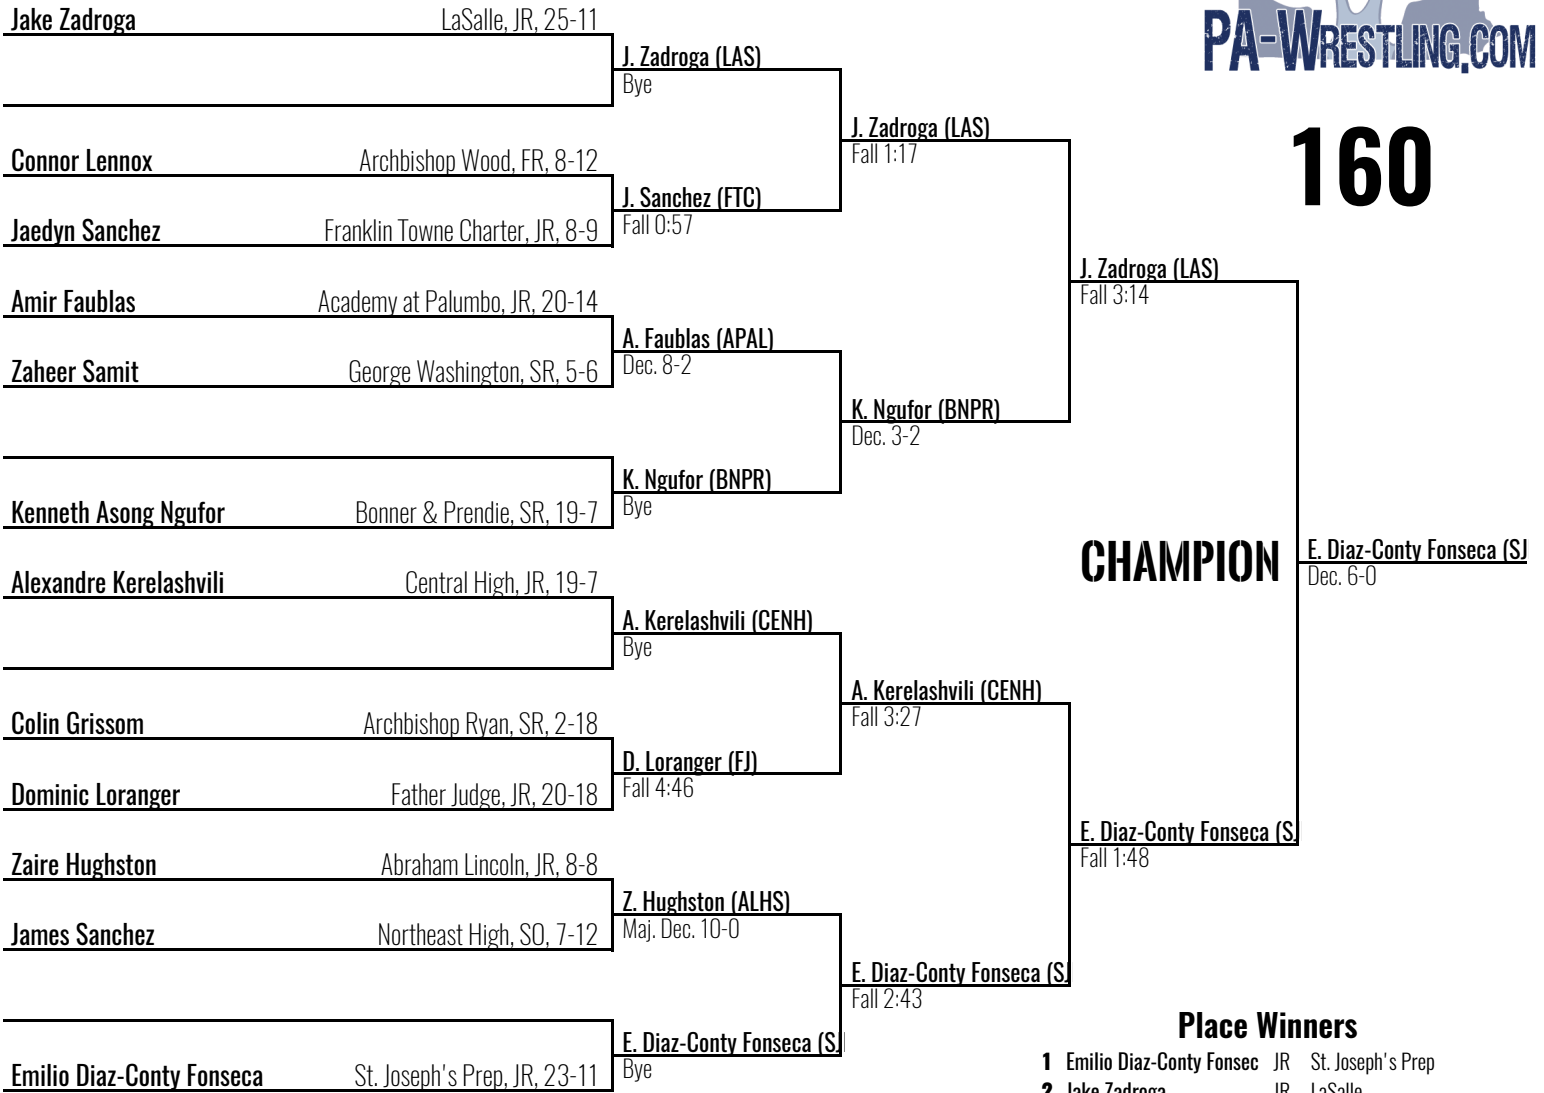 PA-WRESTLING.COM
160
Jake Zadroga LaSalle, JR, 25-11
J. Zadroga (LAS)
Bye
J. Zadroga (LAS)
Fall 1:17
Connor Lennox Archbishop Wood, FR, 8-12
J. Sanchez (FTC)
Fall 0:57
Jaedyn Sanchez Franklin Towne Charter, JR, 8-9
J. Zadroga (LAS)
Fall 3:14
Amir Faublas Academy at Palumbo, JR, 20-14
A. Faublas (APAL)
Dec. 8-2
Zaheer Samit George Washington, SR, 5-6
K. Ngufor (BNPR)
Dec. 3-2
K. Ngufor (BNPR)
Bye
Kenneth Asong Ngufor Bonner & Prendie, SR, 19-7
CHAMPION
E. Diaz-Conty Fonseca (SJ
Dec. 6-0
Alexandre Kerelashvili Central High, JR, 19-7
A. Kerelashvili (CENH)
Bye
A. Kerelashvili (CENH)
Fall 3:27
Colin Grissom Archbishop Ryan, SR, 2-18
D. Loranger (FJ)
Fall 4:46
Dominic Loranger Father Judge, JR, 20-18
E. Diaz-Conty Fonseca (SJ
Fall 1:48
Zaire Hughston Abraham Lincoln, JR, 8-8
Z. Hughston (ALHS)
Maj. Dec. 10-0
James Sanchez Northeast High, SO, 7-12
E. Diaz-Conty Fonseca (SJ
Fall 2:43
E. Diaz-Conty Fonseca (SJ
Bye
Emilio Diaz-Conty Fonseca St. Joseph's Prep, JR, 23-11
Place Winners
1 Emilio Diaz-Conty Fonsec JR St. Joseph's Prep
2 Jake Zadroga JR LaSalle